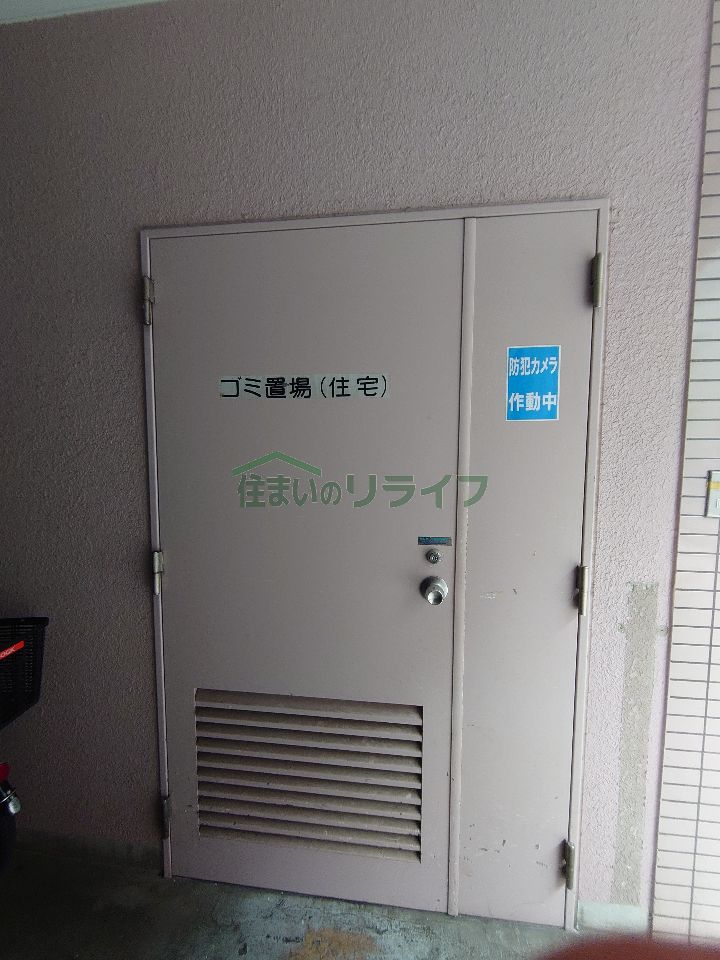 ゴミ置場(住宅)
防犯カメラ
作動中
住まいのリライフ